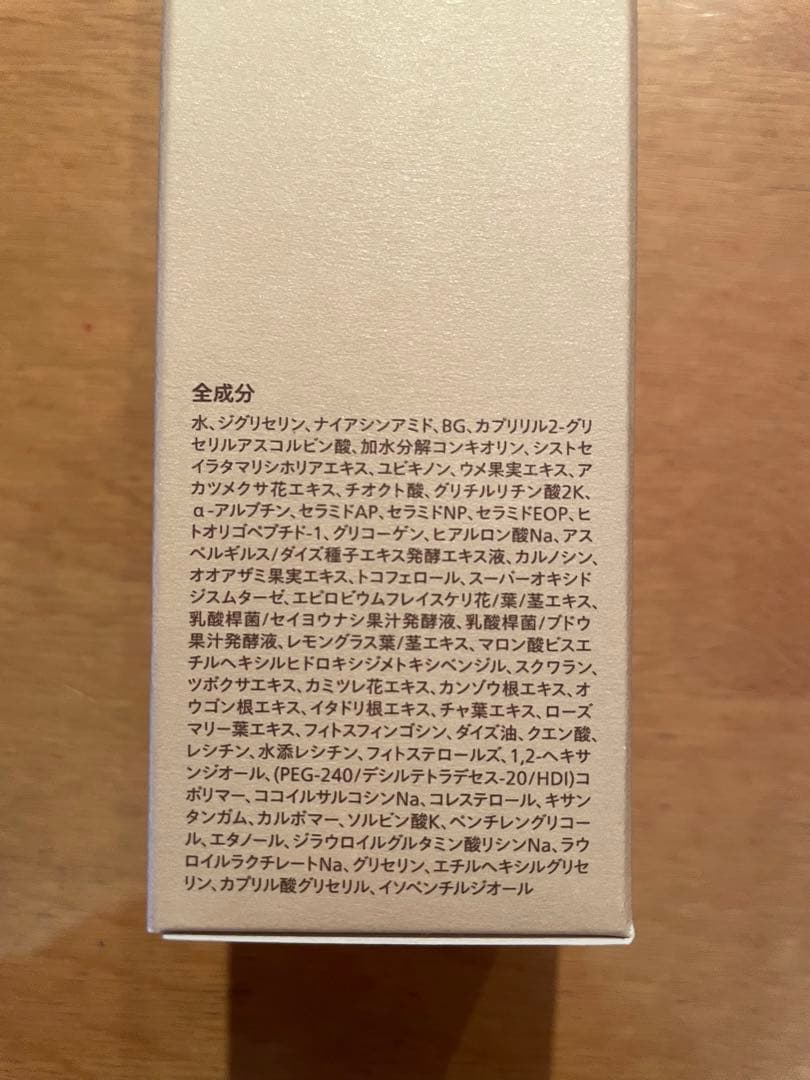 全成分
水、ジグリセリン、ナイアシンアミド、BG、カプリリル2-グリ
セリルアスコルビン酸、加水分解コンキオリン、シストセ
イラタマリシホリアエキス、ユビキノン、ウメ果実エキス、ア
カツメクサ花エキス、チオクト酸、グリチルリチン酸2K、
α-アルブチン、セラミドAP、セラミドNP、セラミドEOP、ヒ
トオリゴペプチド-1、グリコーゲン、ヒアルロン酸Na、アス
ペルギルス/ダイズ種子エキス発酵エキス液、カルノシン、
オオアザミ果実エキス、トコフェロール、スーパーオキシド
ジスムターゼ、エピロビウムフレイスケリ花/葉/茎エキス、
乳酸桿菌/セイヨウナシ果汁発酵液、乳酸桿菌/ブドウ
果汁発酵液、レモングラス葉/茎エキス、マロン酸ビスエ
チルヘキシルヒドロキシジメトキシベンジル、スクワラン、
ツボクサエキス、カミツレ花エキス、カンゾウ根エキス、オ
ウゴン根エキス、イタドリ根エキス、チャ葉エキス、ローズ
マリー葉エキス、フィトスフィンゴシン、ダイズ油、クエン酸、
レシチン、水添レシチン、フィトステロールズ、1,2-ヘキサ
ンジオール、(PEG-240/デシルテトラデセス-20/HDI)コ
ポリマー、ココイルサルコシンNa、コレステロール、キサン
タンガム、カルボマー、ソルビン酸K、ペンチレングリコー
ル、エタノール、ジラウロイルグルタミン酸リシンNa、ラウ
ロイルラクチレートNa、グリセリン、エチルヘキシルグリセ
リン、カプリル酸グリセリル、イソペンチルジオール